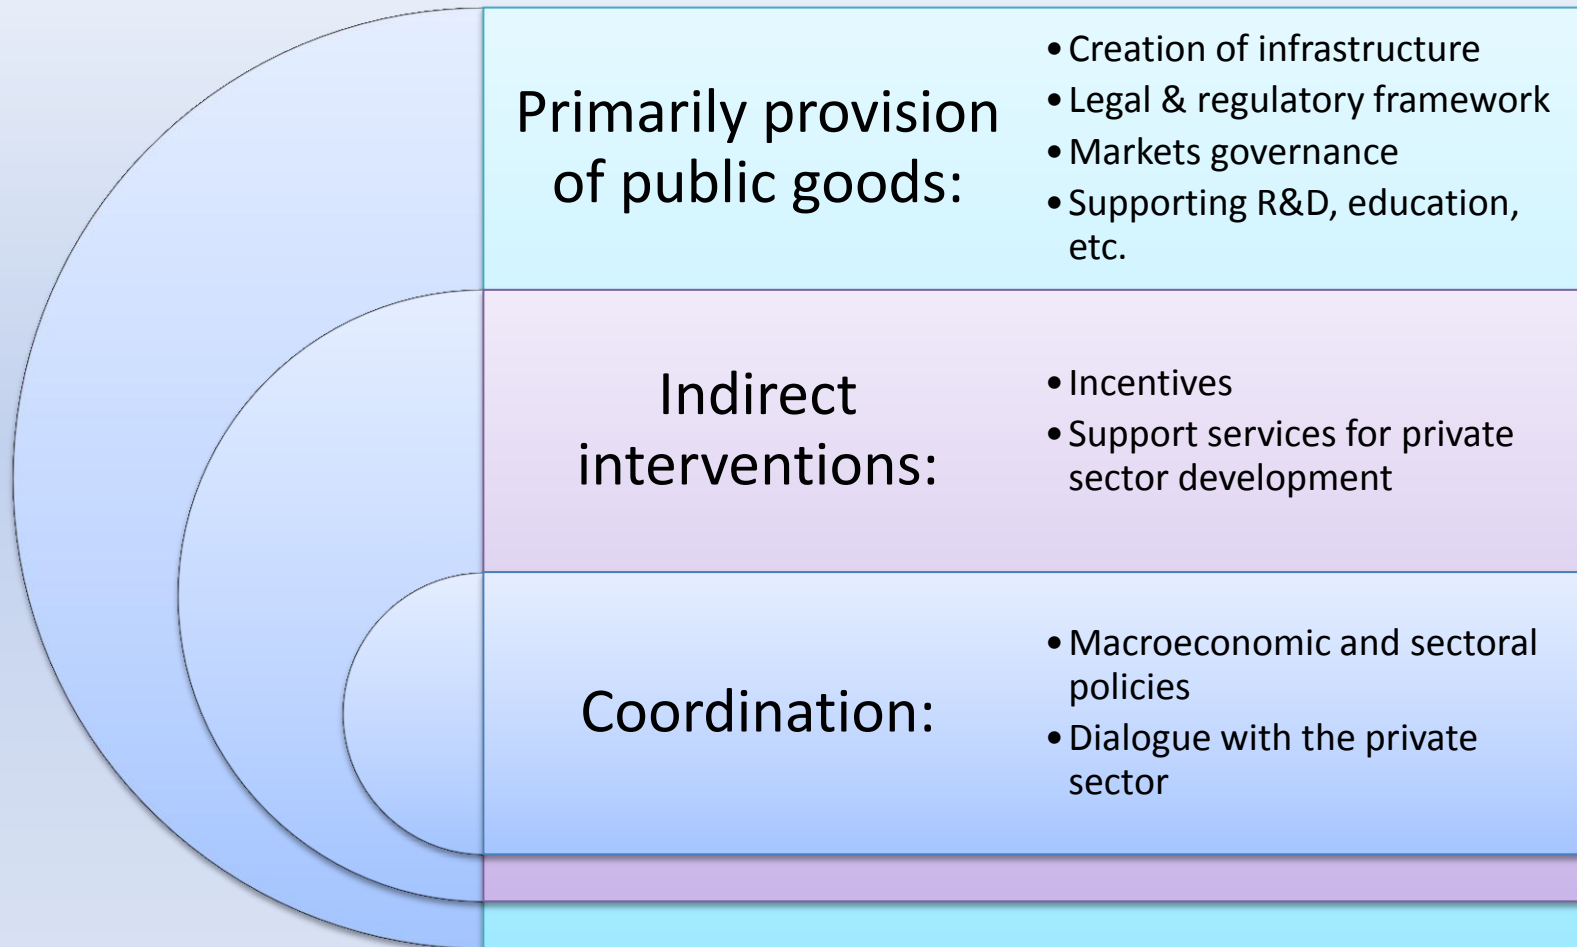 Primarily provision
of public goods:
• Creation of infrastructure
• Legal & regulatory framework
• Markets governance
• Supporting R&D, education,
etc.
Indirect
interventions:
• Incentives
• Support services for private
sector development
Coordination:
• Macroeconomic and sectoral
policies
• Dialogue with the private
sector